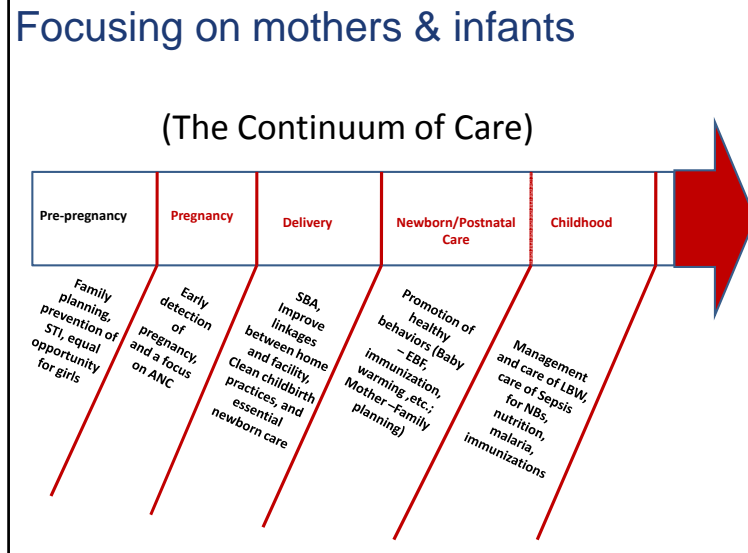 Focusing on mothers & infants
(The Continuum of Care)
Pre-pregnancy
Pregnancy
Delivery
Newborn/Postnatal
Care
Childhood
Family
planning,
prevention of
STI, equal
opportunity
for girls
Early
detection
of
pregnancy,
and a focus
on ANC
SBA,
Improve
linkages
between home
and facility,
Clean childbirth
practices, and
essential
newborn care
Promotion of
healthy
behaviors (Baby
– EBF,
immunization,
warming ,etc.;
Mother –Family
planning)
Management
and care of LBW,
care of Sepsis
for NBs,
nutrition,
malaria,
immunizations